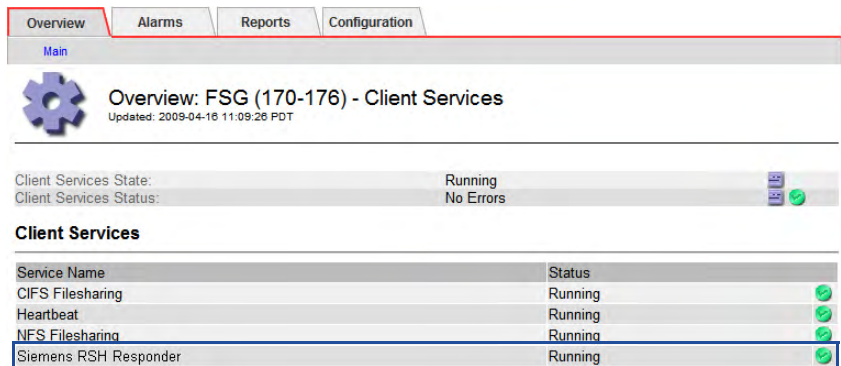 Overview Alarms Reports Configuration
Main
Overview: FSG (170-176) - Client Services
Updated: 2009-04-16 11:09:26 PDT
Client Services State: Running
Client Services Status: No Errors
Client Services
Service Name Status
CIFS Filesharing Running
Heartbeat Running
NFS Filesharing Running
Siemens RSH Responder Running